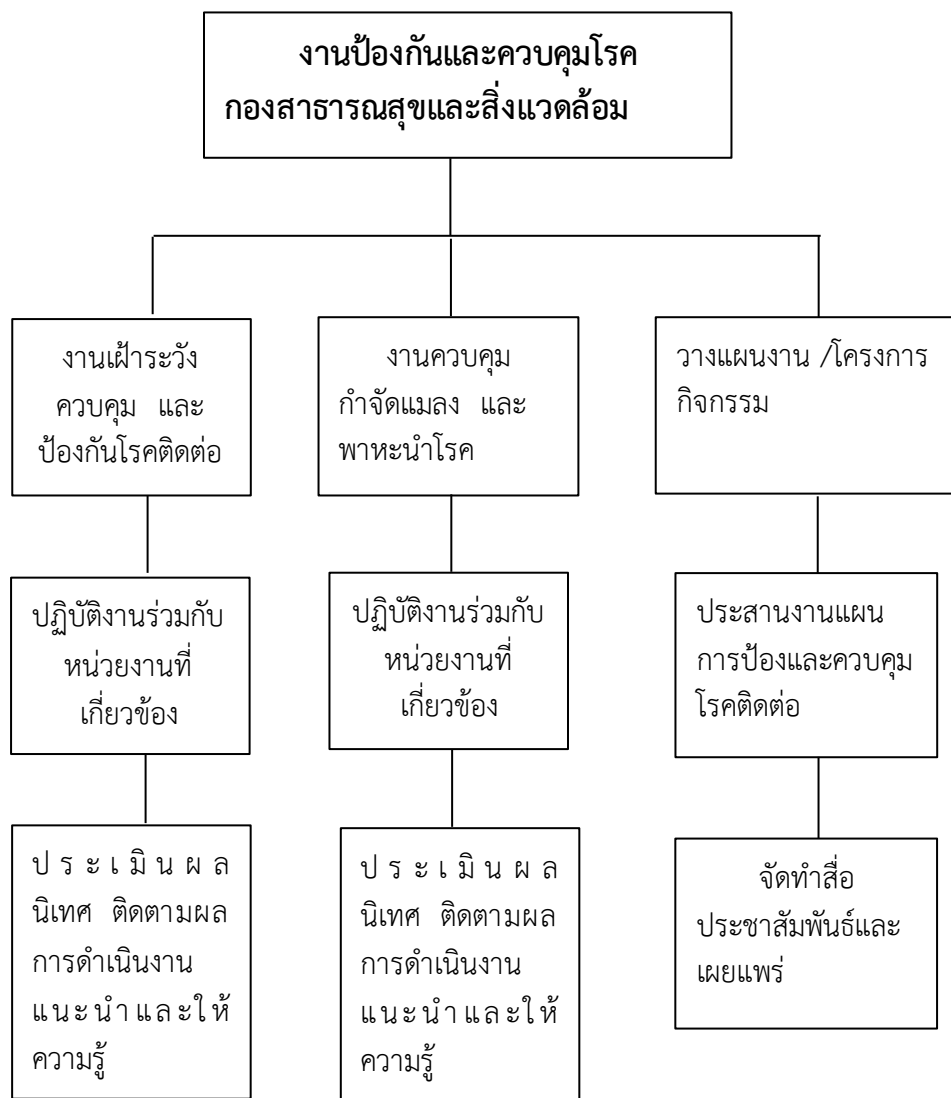 งานป้องกันและควบคุมโรค
กองสาธารณสุขและสิ่งแวดล้อม
งานเฝ้าระวัง
ควบคุม และ
ป้องกันโรคติดต่อ
งานควบคุม
กำจัดแมลง และ
พาหะนำโรค
วางแผนงาน /โครงการ
กิจกรรม
ปฏิบัติงานร่วมกับ
หน่วยงานที่
เกี่ยวข้อง
ปฏิบัติงานร่วมกับ
หน่วยงานที่
เกี่ยวข้อง
ประสานงานแผน
การป้องและควบคุม
โรคติดต่อ
ประเมินผล
นิเทศ ติดตามผล
การดำเนินงาน
แนะนำและให้
ความรู้
ประเมินผล
นิเทศ ติดตามผล
การดำเนินงาน
แนะนำและให้
ความรู้
จัดทำสื่อ
ประชาสัมพันธ์และ
เผยแพร่